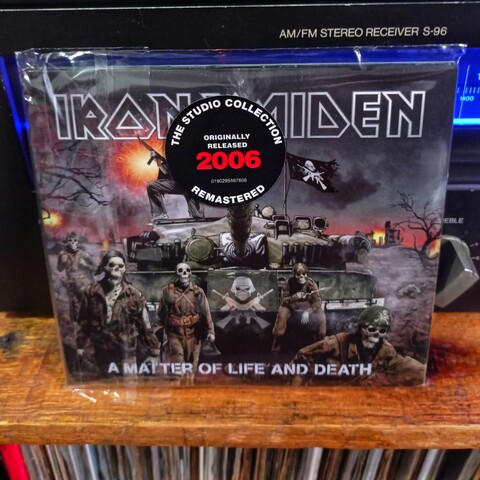 AM/FM STEREO RECEIVER S-96
IRON MAIDEN
THE STUDIO COLLECTION
ORIGINALLY
RELEASED
2006
0190295567606
REMASTERED
A MATTER OF LIFE AND DEATH